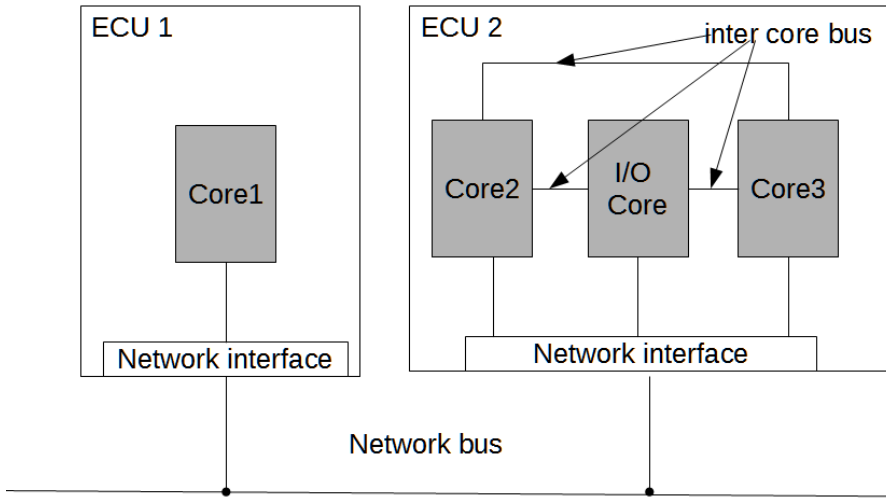 ECU 1
ECU 2
inter core bus
Core1
Core2
I/O
Core
Core3
Network interface
Network interface
Network bus